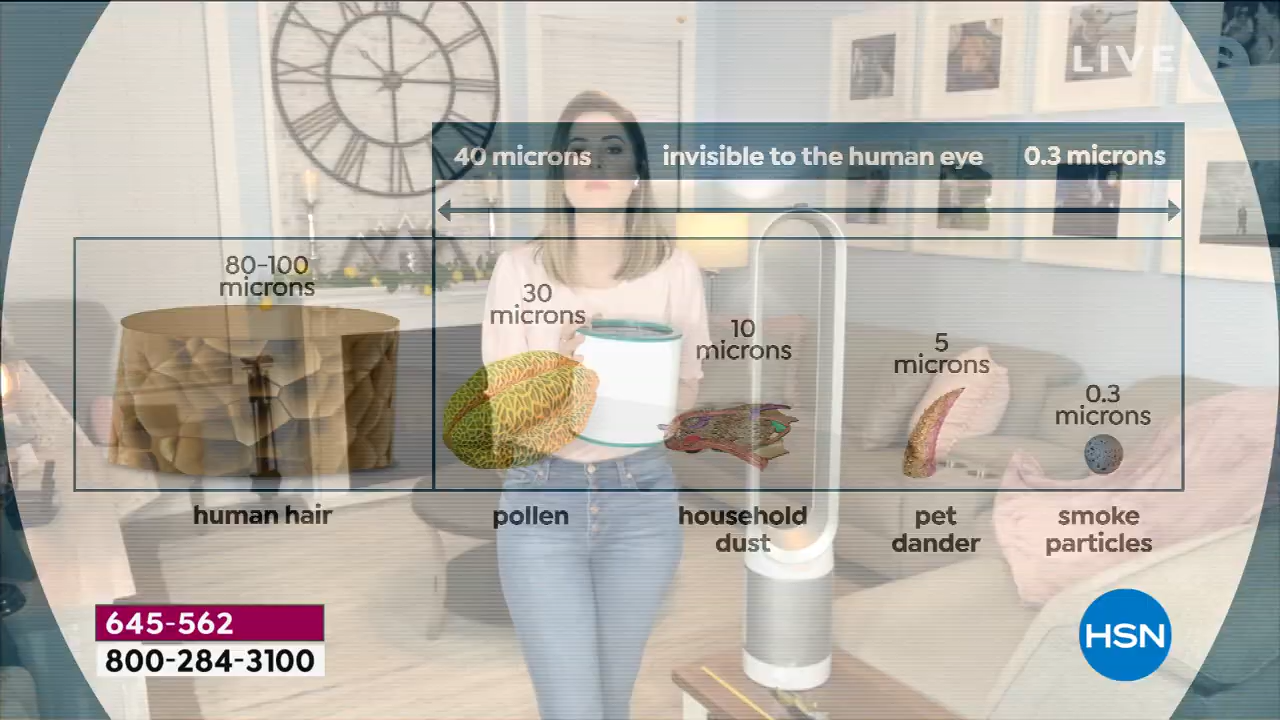 LIVE
40 microns
invisible to the human eye
0.3 microns
80-100
microns
30
microns
10
microns
5
microns
0.3
microns
human hair
pollen
household
dust
pet
dander
smoke
particles
645-562
800-284-3100
HSN